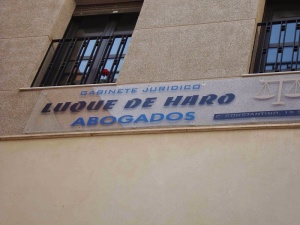 GABINETE JURIDICO
LUQUE DE HARO
ABOGADOS